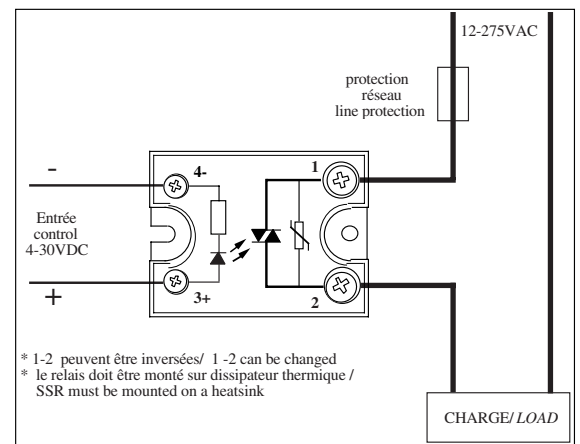 12-275VAC
protection
réseau
line protection
4-
1
-
Entrée
control
4-30VDC
+
3+
2
* 1-2 peuvent être inversées/ 1 -2 can be changed
* le relais doit être monté sur dissipateur thermique /
SSR must be mounted on a heatsink
CHARGE/ LOAD